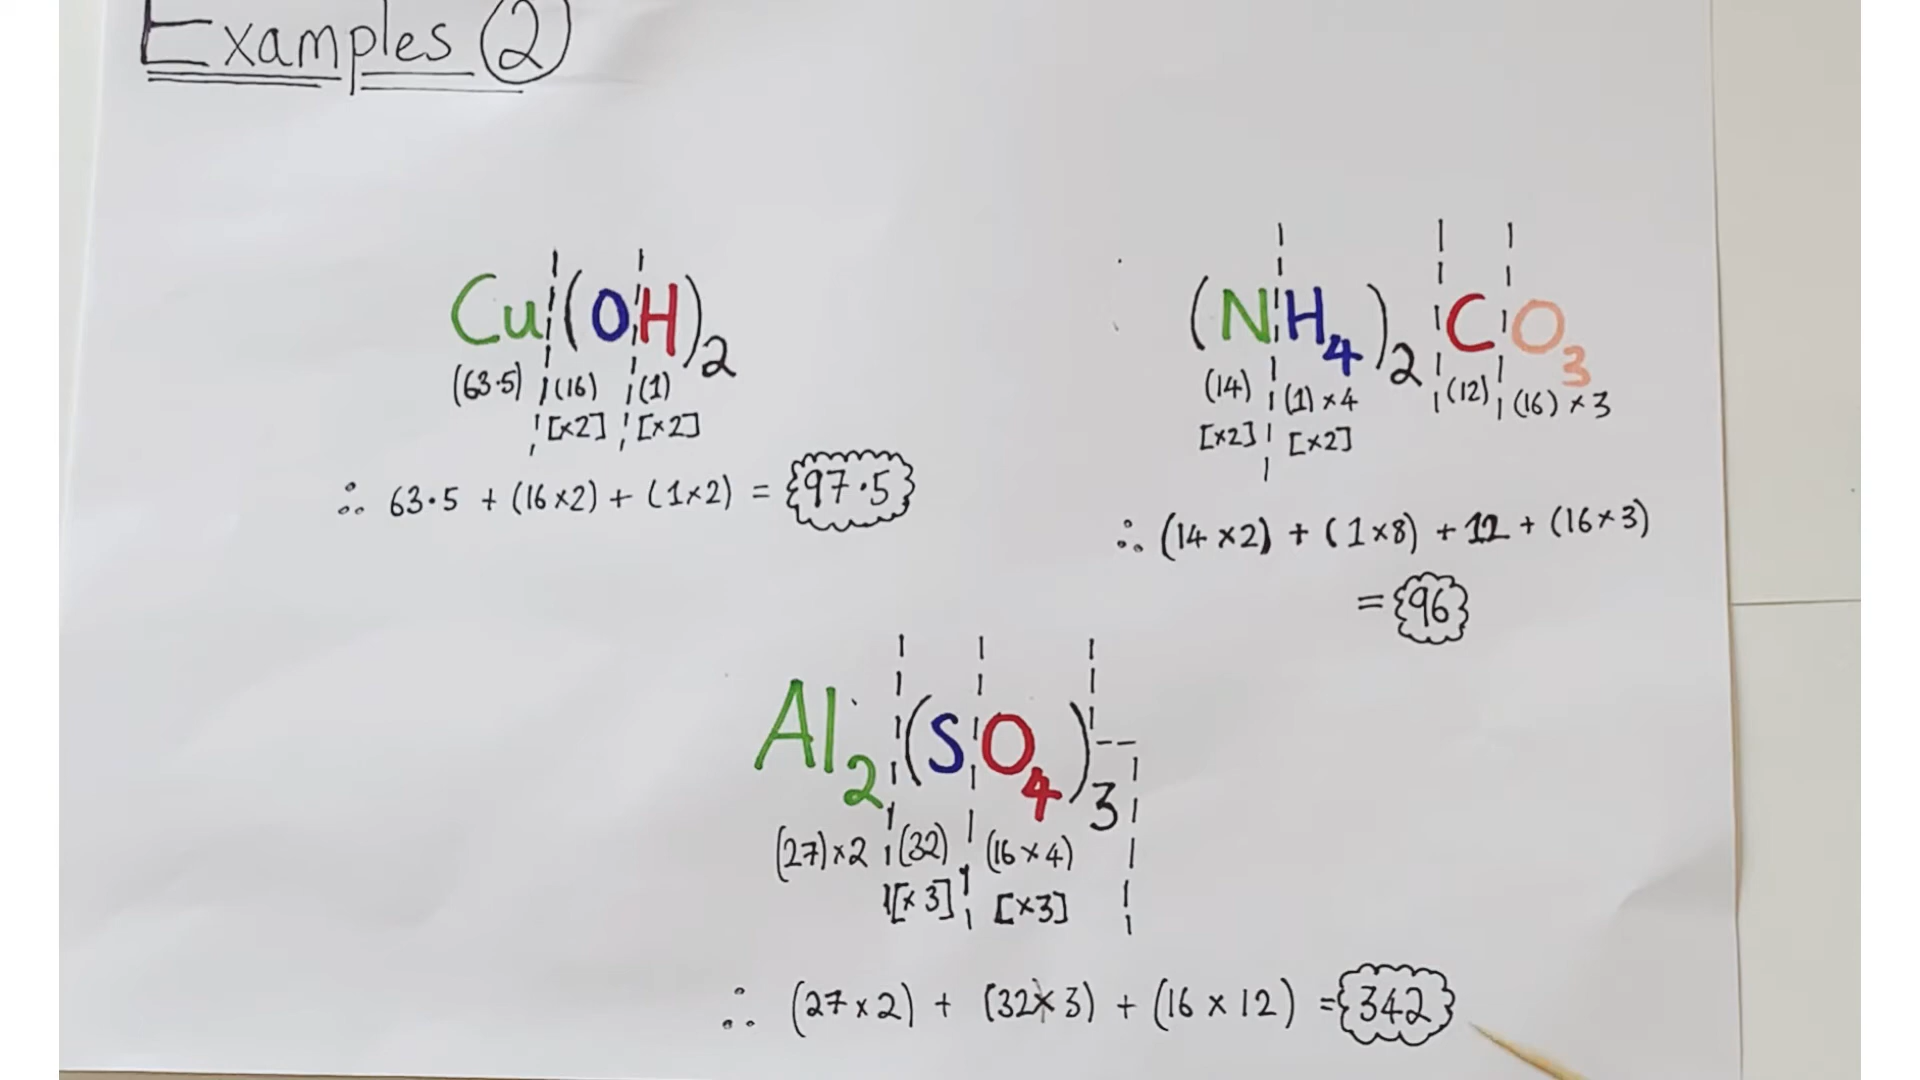 Examples 2
Cu(OH)2
(63.5) (16) (1)
[×2] [×2]
∴ 63.5 + (16×2) + (1×2) = 97.5
(NH4)2CO3
(14) (1)×4 (12) (16)×3
[×2] [×2]
∴ (14×2) + (1×8) + 12 + (16×3)
= 96
Al2(SO4)3
(27)×2 (32) (16×4)
[×3] [×3]
∴ (27×2) + (32×3) + (16×12) = 342